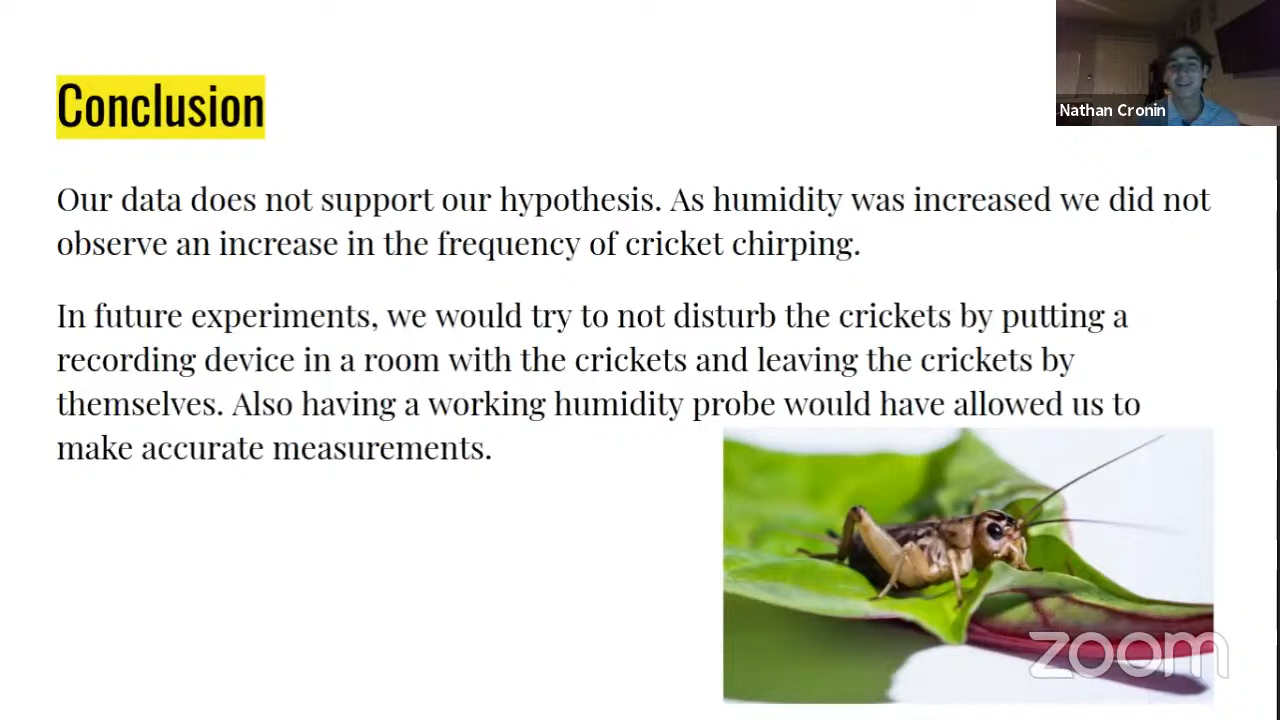 Conclusion
Nathan Cronin
Our data does not support our hypothesis. As humidity was increased we did not
observe an increase in the frequency of cricket chirping.
In future experiments, we would try to not disturb the crickets by putting a
recording device in a room with the crickets and leaving the crickets by
themselves. Also having a working humidity probe would have allowed us to
make accurate measurements.
zoom